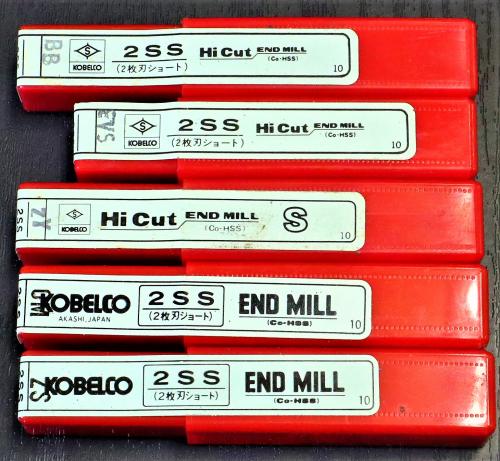 BB
S
KOBELCO
2SS
(2枚刃ショート)
Hi Cut END MILL
(Co-HSS)
10
S
KOBELCO
2SS
(2枚刃ショート)
Hi Cut END MILL
(Co-HSS)
10
2SS
ZY
S
KOBELCO
Hi Cut END MILL
(Co-HSS)
S
10
KOBELCO
AKASHI, JAPAN
2SS
(2枚刃ショート)
END MILL
(Co-HSS)
10
2SS
ZS
KOBELCO
2SS
(2枚刃ショート)
END MILL
(Co-HSS)
10